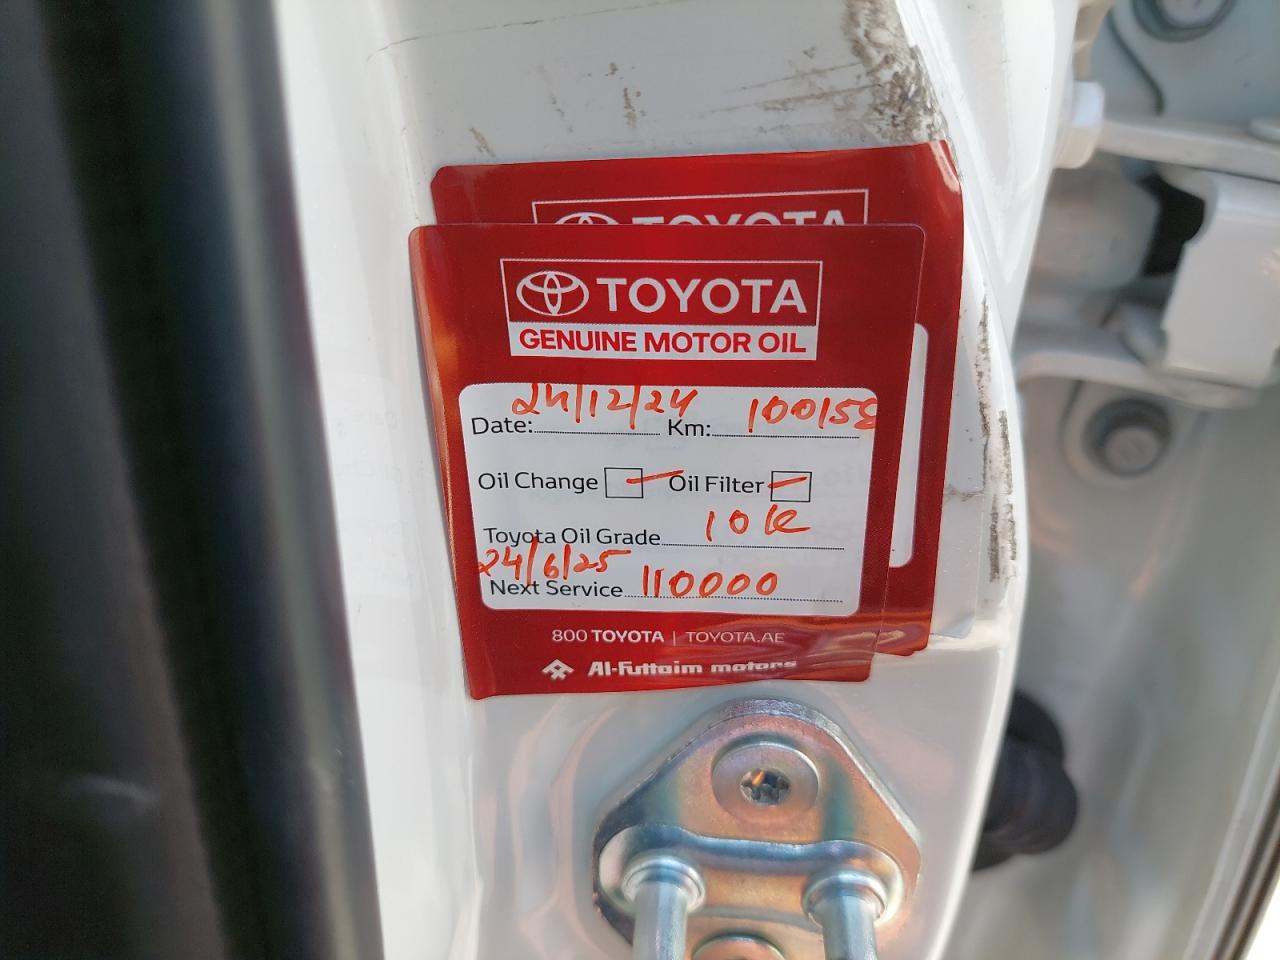 TOYOTA
TOYOTA
GENUINE MOTOR OIL
Date: 24/12/24 Km: 100158
Oil Change Oil Filter
Toyota Oil Grade 10k
24/6/25
Next Service 110000
800 TOYOTA | TOYOTA.AE
Al-Futtaim motors